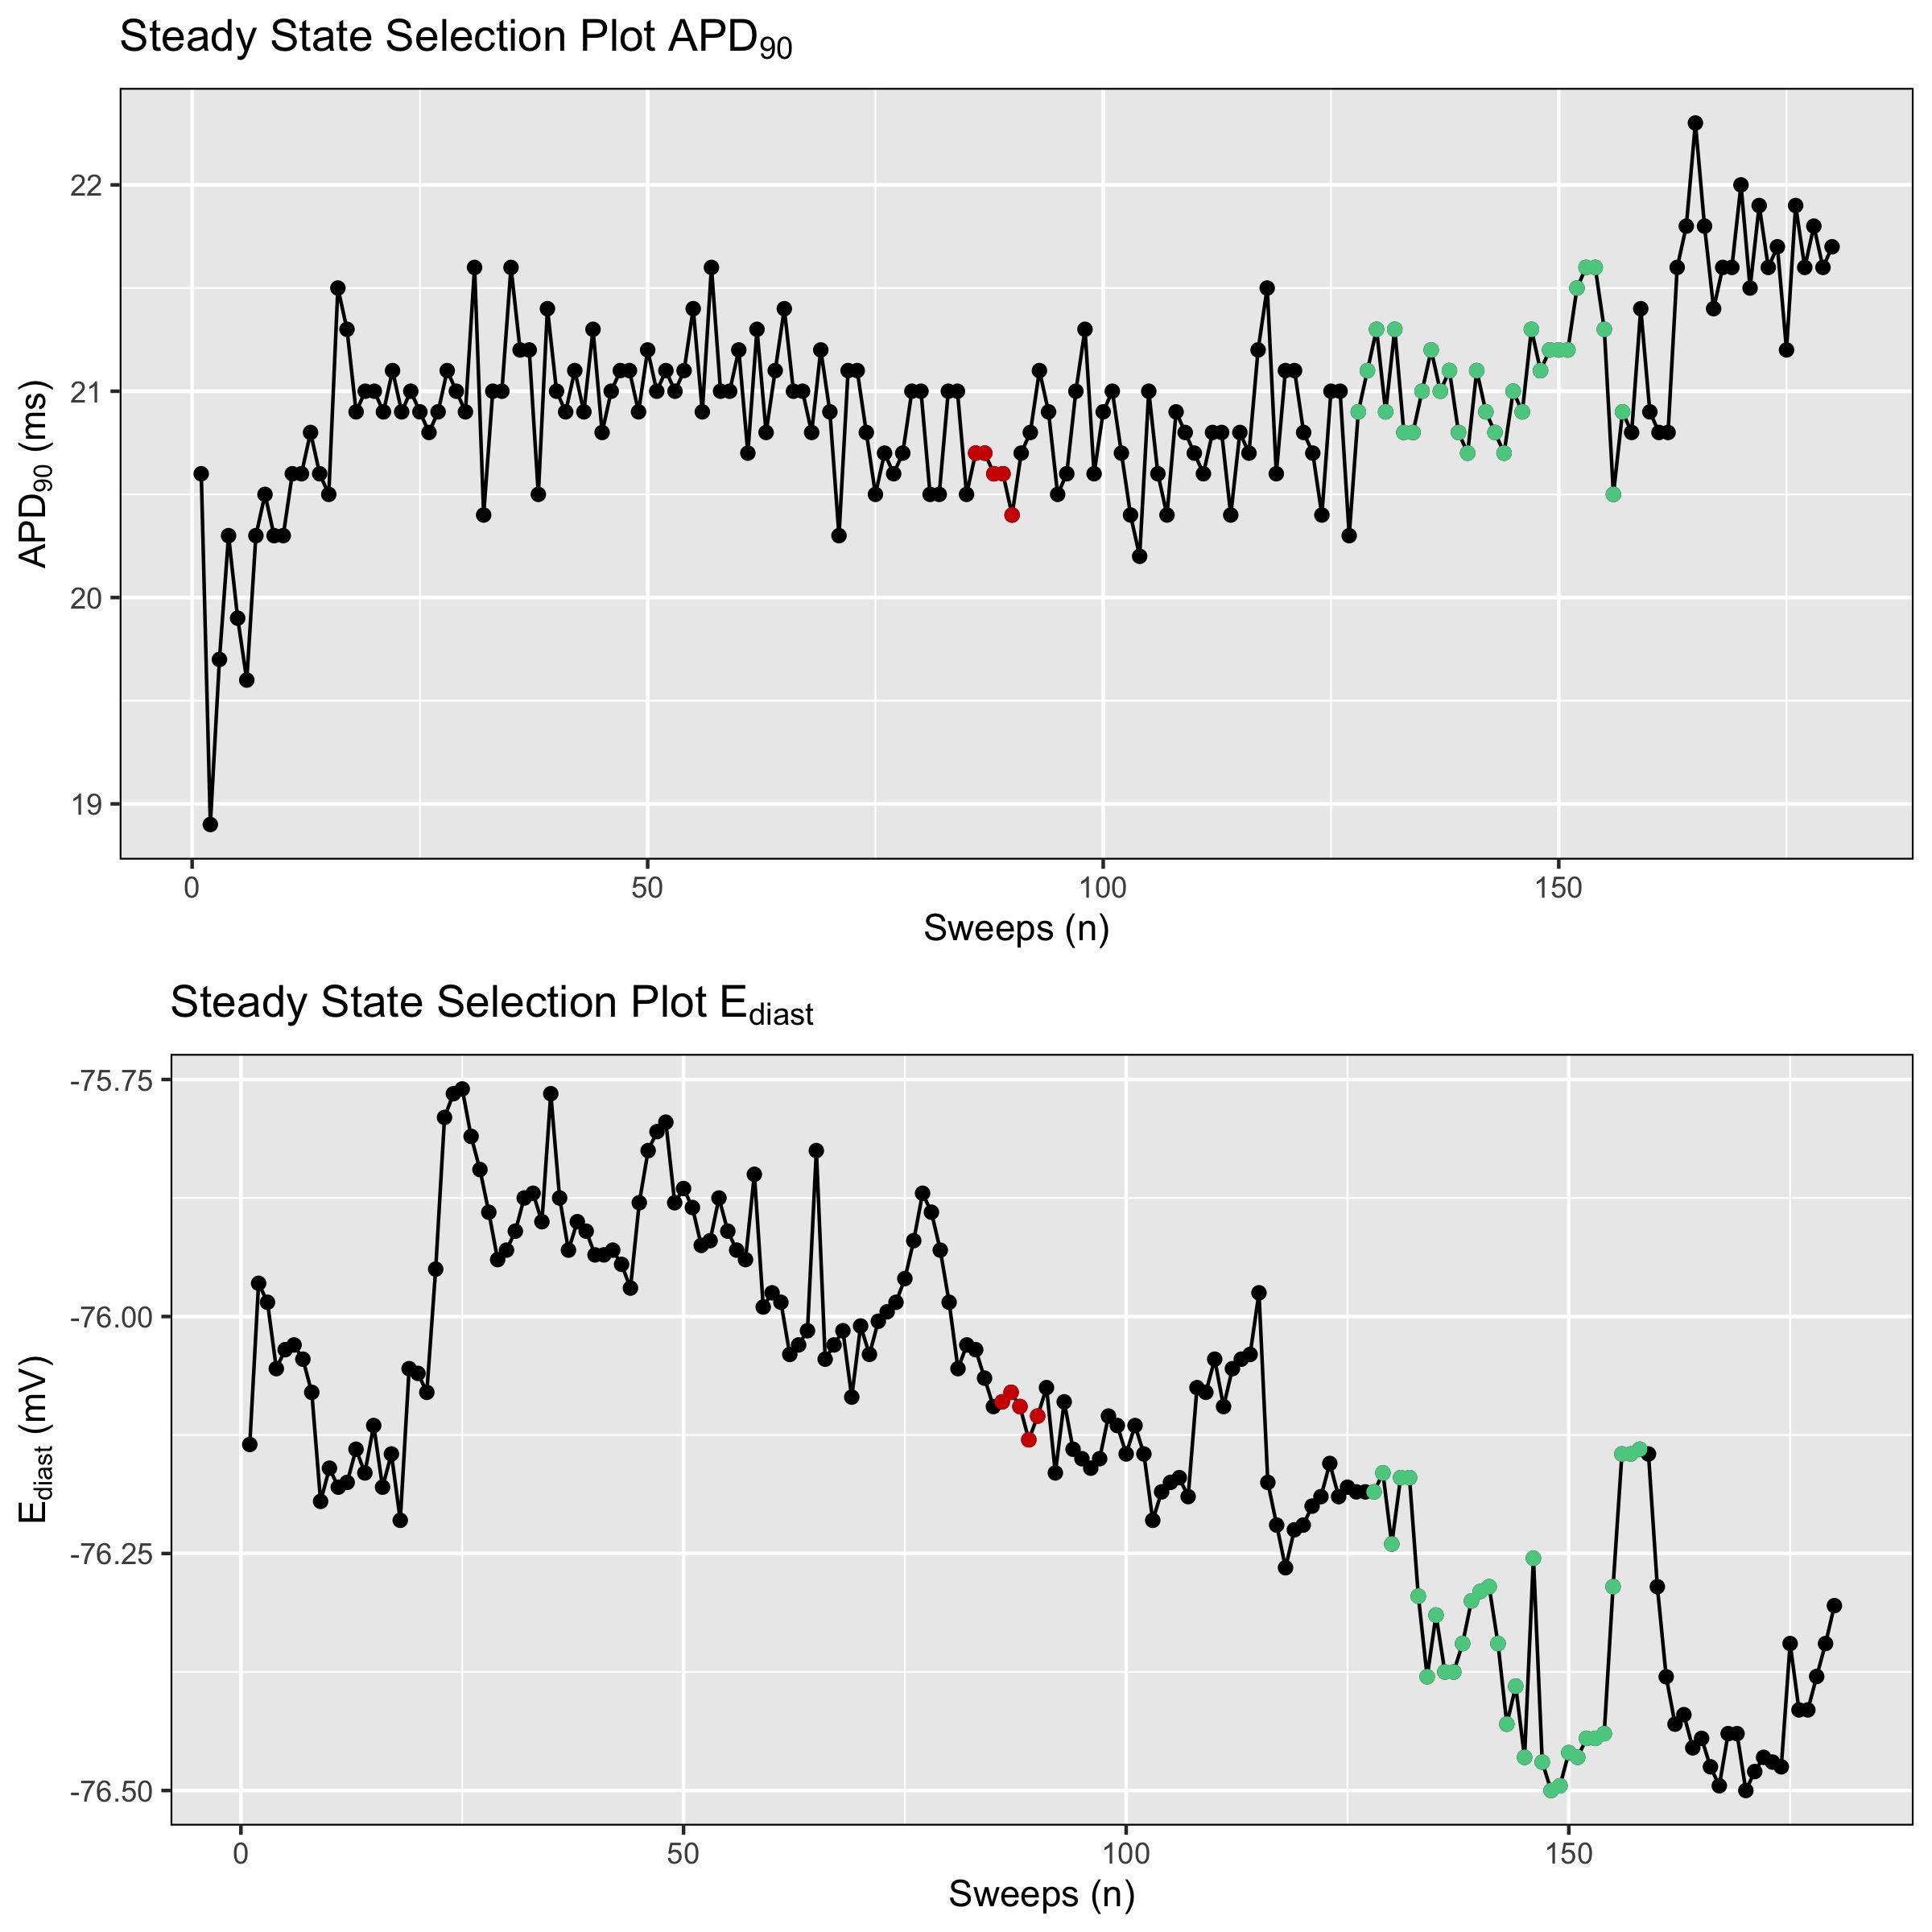 Steady State Selection Plot APD90
22
21
20
19
APD90 (ms)
0 50 100 150
Sweeps (n)
Steady State Selection Plot Ediast
-75.75
-76.00
-76.25
-76.50
Ediast (mV)
0 50 100 150
Sweeps (n)